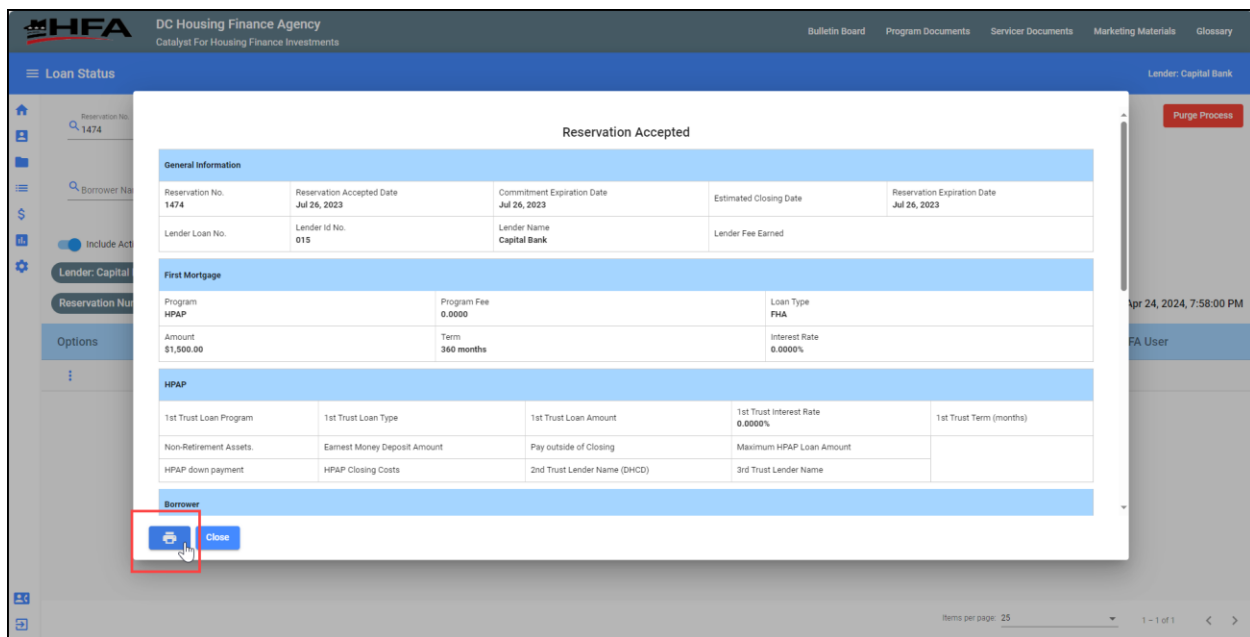 HFA
DC Housing Finance Agency
Catalyst For Housing Finance Investments
Bulletin Board Program Documents Servicer Documents Marketing Materials Glossary
Loan Status
Lender: Capital Bank
Reservation No.
1474
Purge Process
Borrower Na
Include Acti
Lender: Capital
Reservation Nu
Apr 24, 2024, 7:58:00 PM
Options
FA User
Reservation Accepted
General Information
Reservation No. Reservation Accepted Date Commitment Expiration Date Estimated Closing Date Reservation Expiration Date
1474 Jul 26, 2023 Jul 26, 2023 Jul 26, 2023
Lender Loan No. Lender Id No. Lender Name Lender Fee Earned
015 Capital Bank
First Mortgage
Program Program Fee Loan Type
HPAP 0.0000 FHA
Amount Term Interest Rate
$1,500.00 360 months 0.0000%
HPAP
1st Trust Loan Program 1st Trust Loan Type 1st Trust Loan Amount 1st Trust Interest Rate 1st Trust Term (months)
0.0000%
Non-Retirement Assets. Earnest Money Deposit Amount Pay outside of Closing Maximum HPAP Loan Amount
HPAP down payment HPAP Closing Costs 2nd Trust Lender Name (DHCD) 3rd Trust Lender Name
Borrower
Close
Items per page: 25 1 – 1 of 1